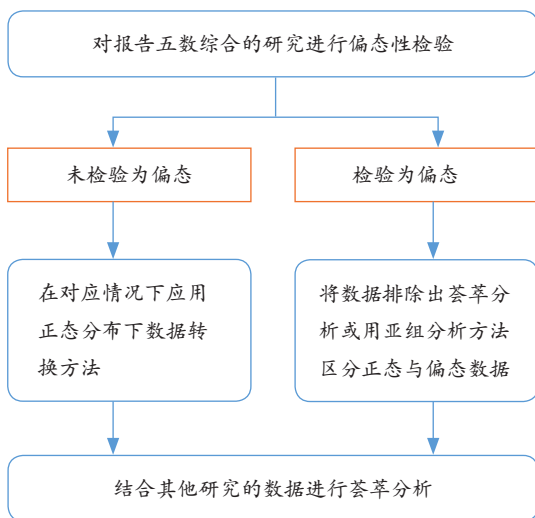 对报告五数综合的研究进行偏态性检验
未检验为偏态
检验为偏态
在对应情况下应用
正态分布下数据转
换方法
将数据排除出荟萃分
析或用亚组分析方法
区分正态与偏态数据
结合其他研究的数据进行荟萃分析